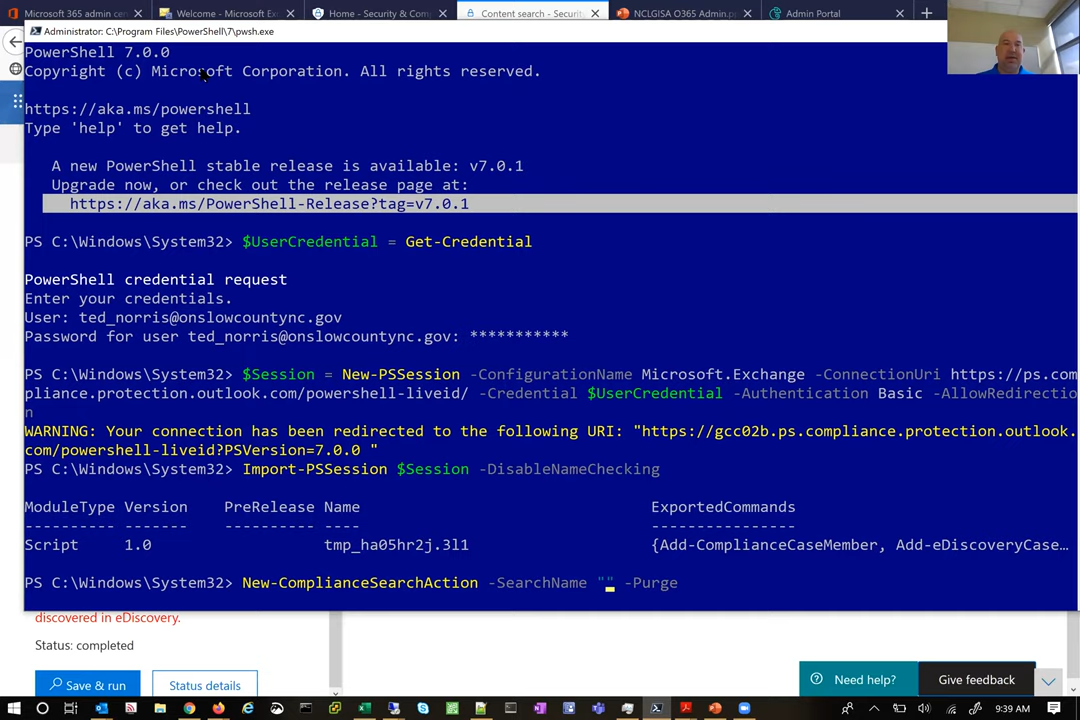 Microsoft 365 admin cen
Welcome - Microsoft Ex
Home - Security & Comp
Content search - Securit
NCLGISA O365 Admin.p
Admin Portal
Administrator: C:\Program Files\PowerShell\7\pwsh.exe
PowerShell 7.0.0
Copyright (c) Microsoft Corporation. All rights reserved.
https://aka.ms/powershell
Type 'help' to get help.
A new PowerShell stable release is available: v7.0.1
Upgrade now, or check out the release page at:
https://aka.ms/PowerShell-Release?tag=v7.0.1
PS C:\Windows\System32> $UserCredential = Get-Credential
PowerShell credential request
Enter your credentials.
User: ted_norris@onslowcountync.gov
Password for user ted_norris@onslowcountync.gov: ***********
PS C:\Windows\System32> $Session = New-PSSession -ConfigurationName Microsoft.Exchange -ConnectionUri https://ps.com
pliance.protection.outlook.com/powershell-liveid/ -Credential $UserCredential -Authentication Basic -AllowRedirectio
n
WARNING: Your connection has been redirected to the following URI: "https://gcc02b.ps.compliance.protection.outlook.
com/powershell-liveid?PSVersion=7.0.0 "
PS C:\Windows\System32> Import-PSSession $Session -DisableNameChecking
ModuleType Version PreRelease Name ExportedCommands
---------- ------- ---------- ---- ----------------
Script 1.0 tmp_ha05hr2j.3l1 {Add-ComplianceCaseMember, Add-eDiscoveryCase…
PS C:\Windows\System32> New-ComplianceSearchAction -SearchName "" -Purge
discovered in eDiscovery.
Status: completed
Save & run
Status details
Need help?
Give feedback
9:39 AM